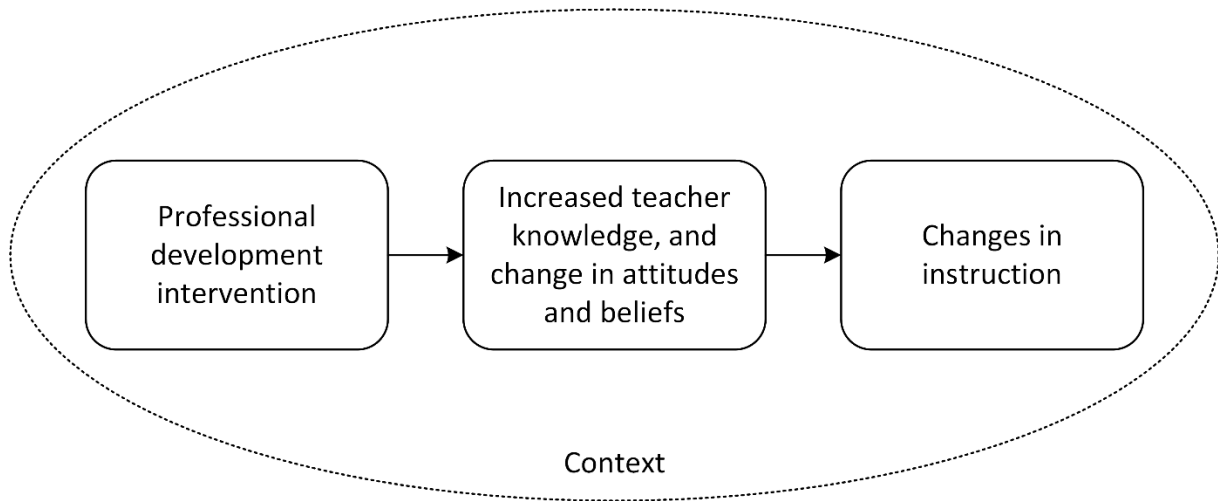 Professional
development
intervention
Increased teacher
knowledge, and
change in attitudes
and beliefs
Changes in
instruction
Context